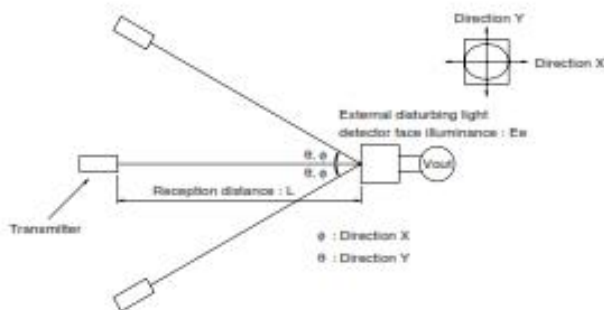 Direction Y
Direction X
External disturbing light
detector face illuminance : Ee
θ, ϕ
θ, ϕ
Vout
Reception distance : L
Transmitter
ϕ : Direction X
θ : Direction Y